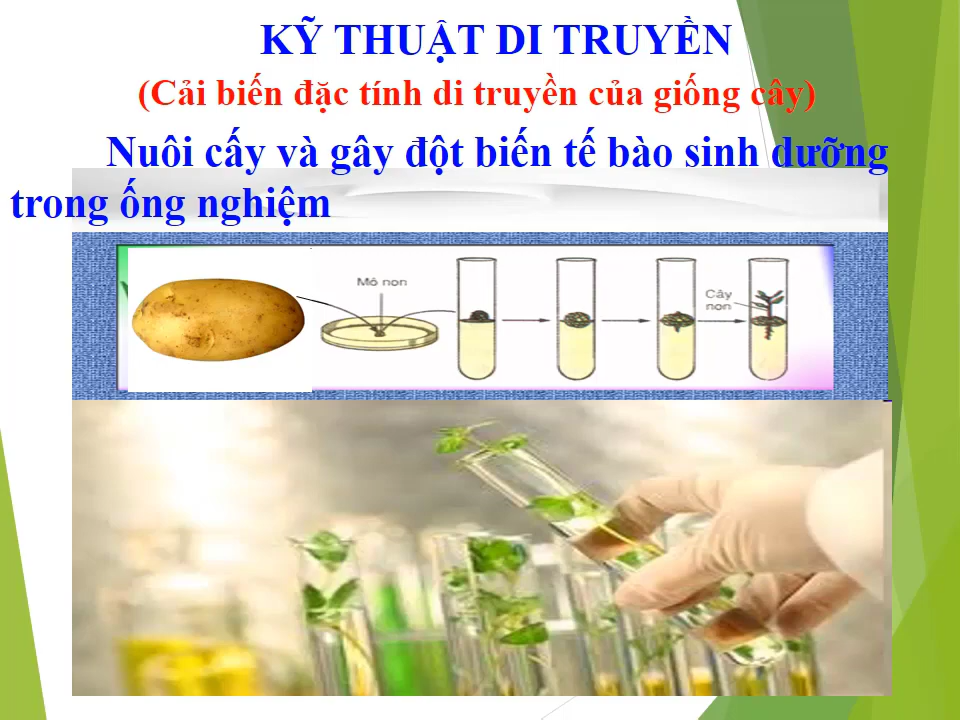 KỸ THUẬT DI TRUYỀN
(Cải biến đặc tính di truyền của giống cây)
Nuôi cấy và gây đột biến tế bào sinh dưỡng
trong ống nghiệm
Mô non
Cây
non